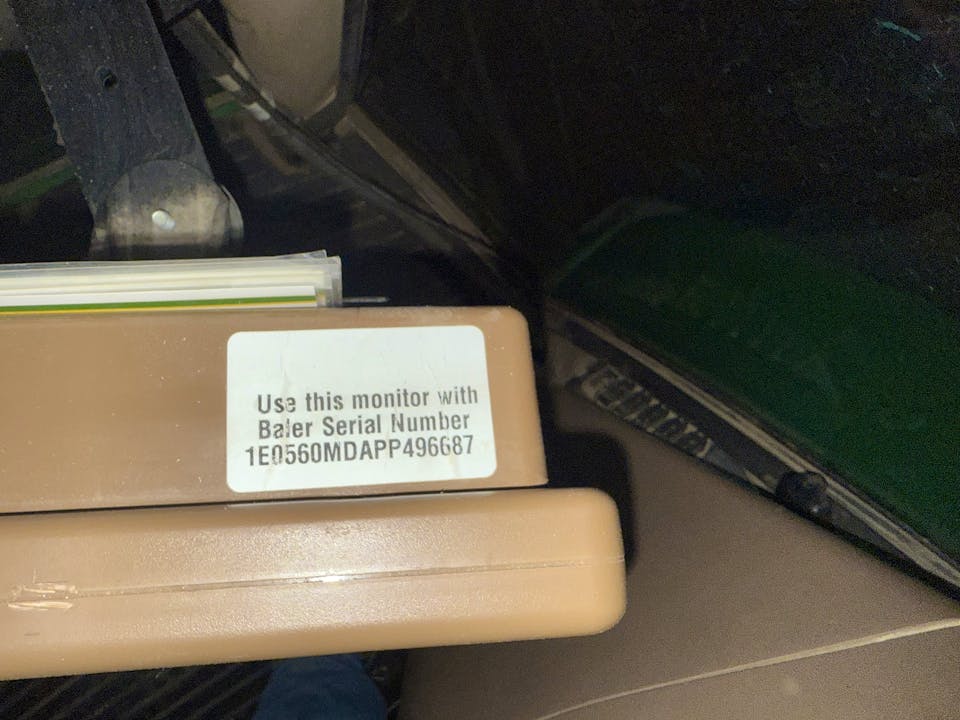 Use this monitor with
Baler Serial Number
1E0560MDAPP496687